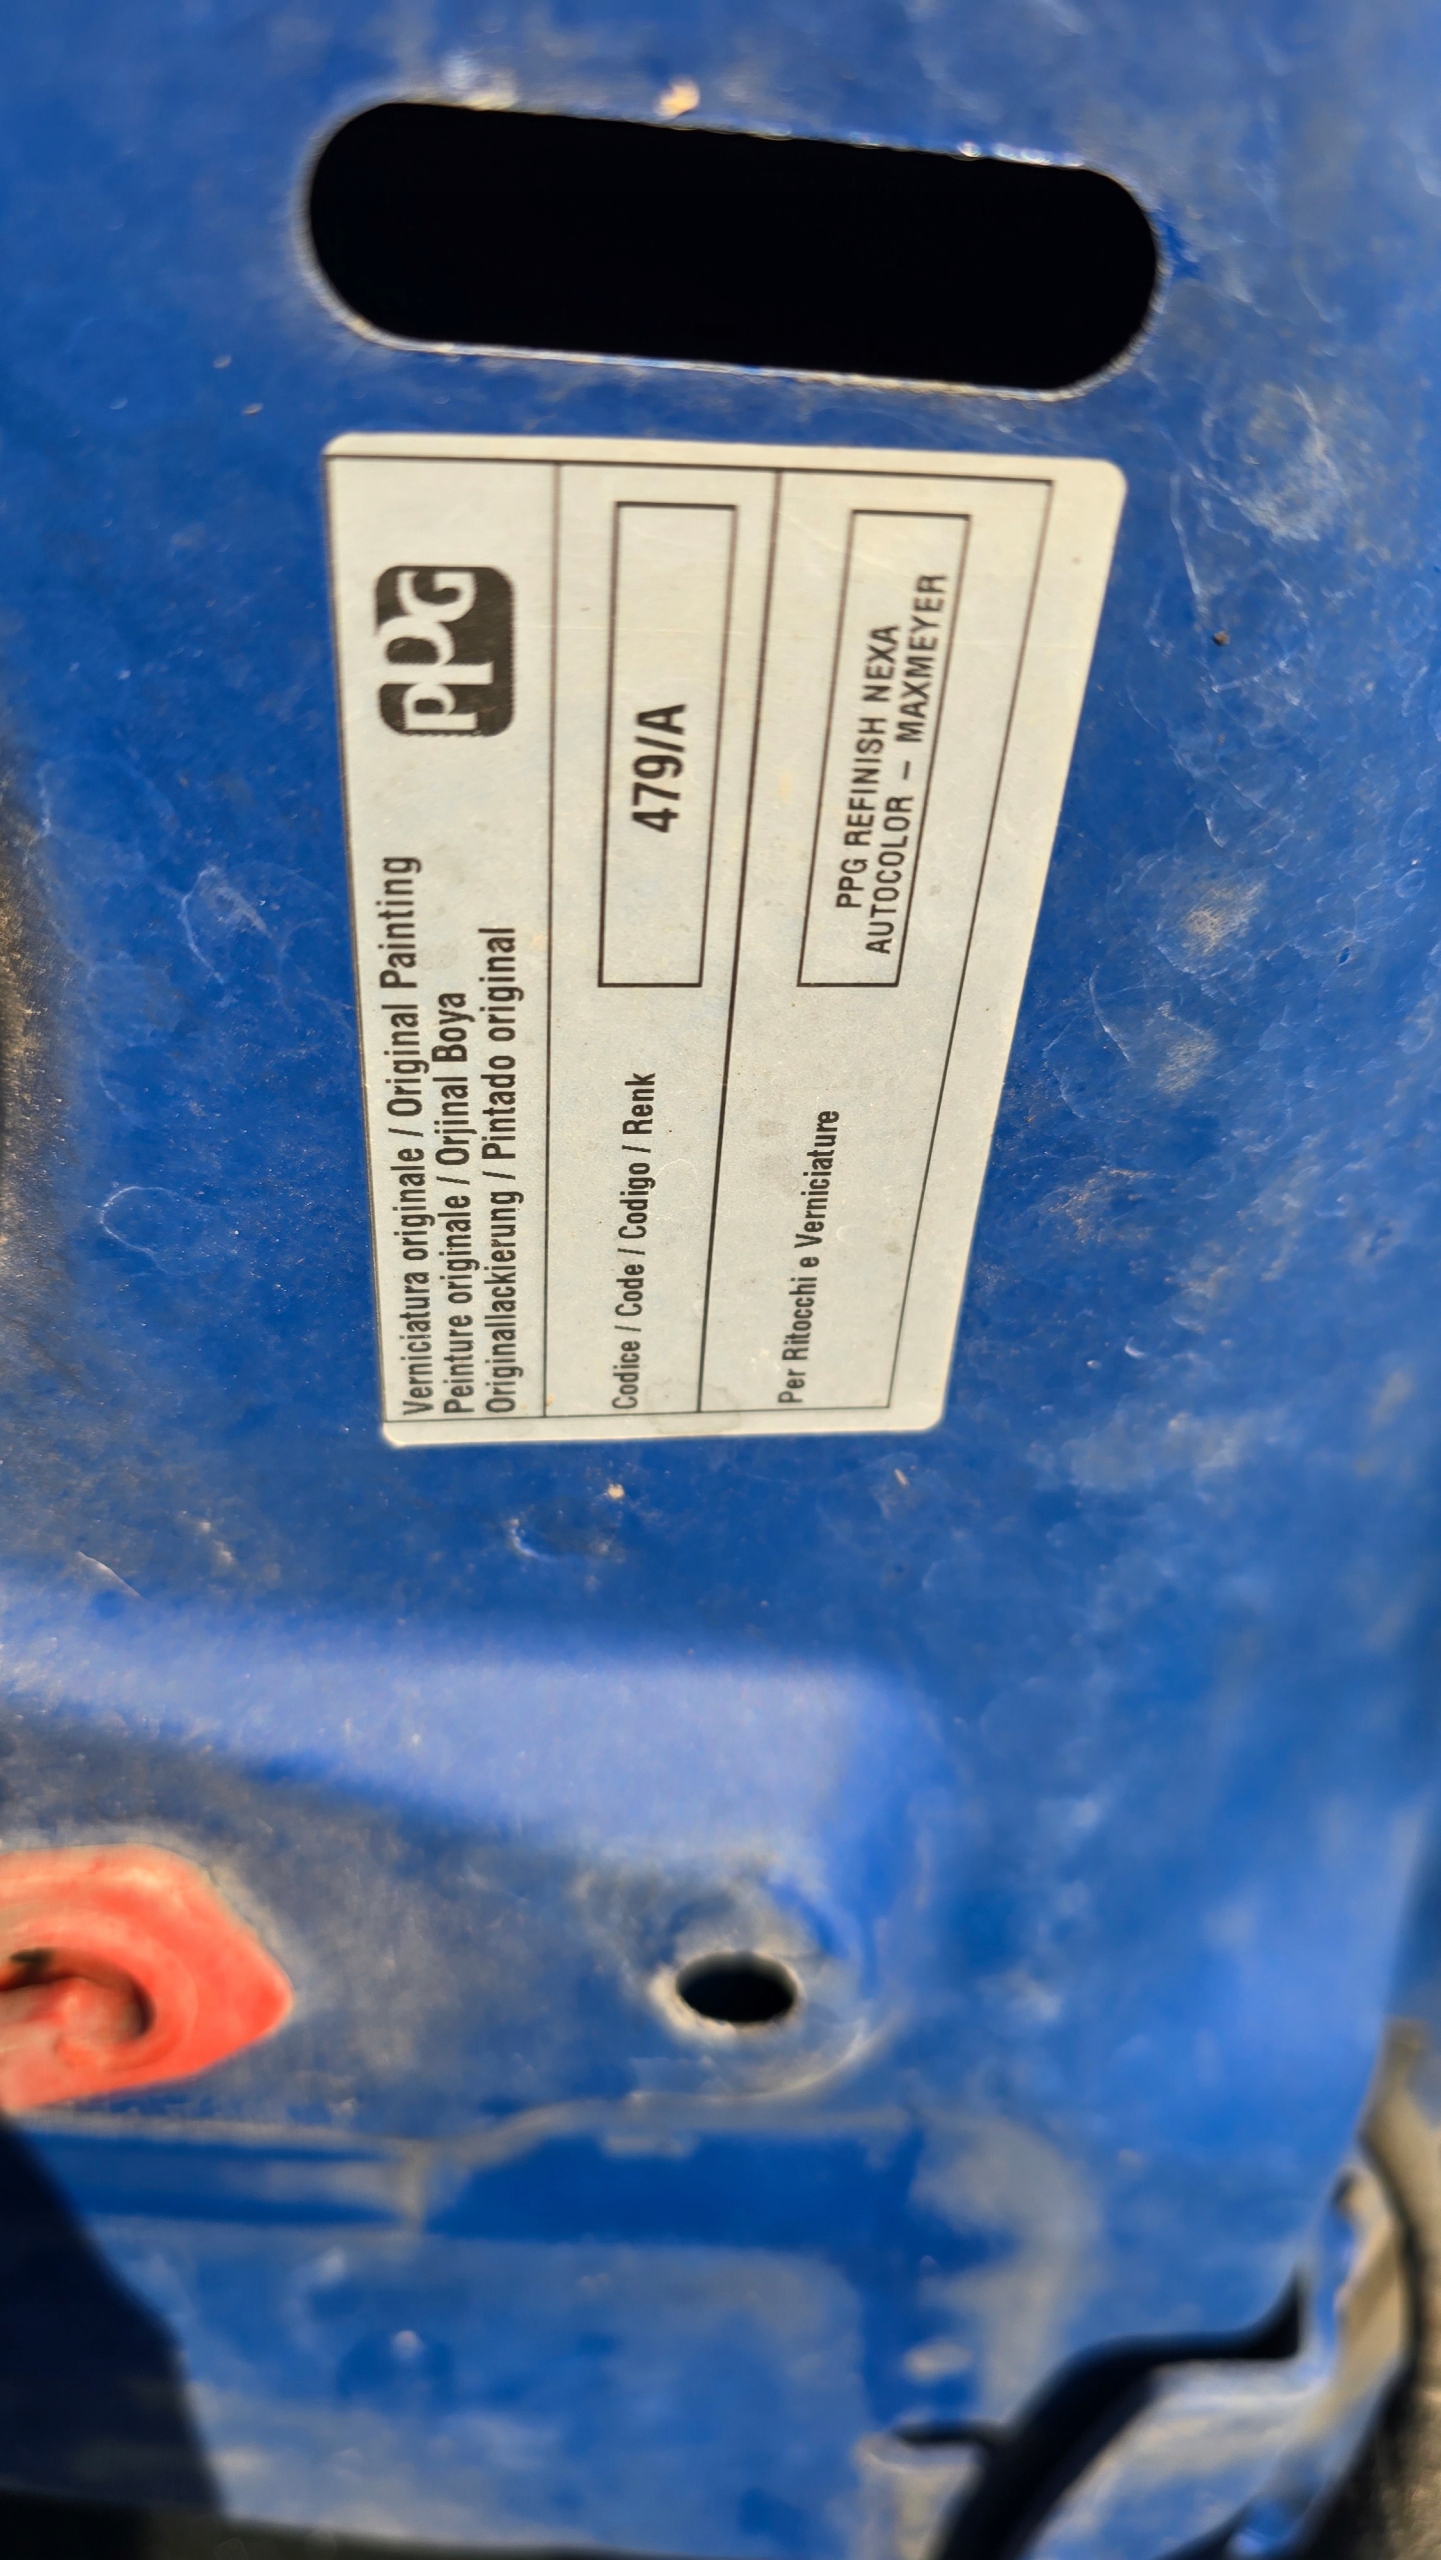 Verniciatura originale / Original Painting
Peinture originale / Orjinal Boya
Originallackierung / Pintado original
PPG
Codice / Code / Codigo / Renk
479/A
Per Ritocchi e Verniciature
PPG REFINISH NEXA
AUTOCOLOR - MAXMEYER